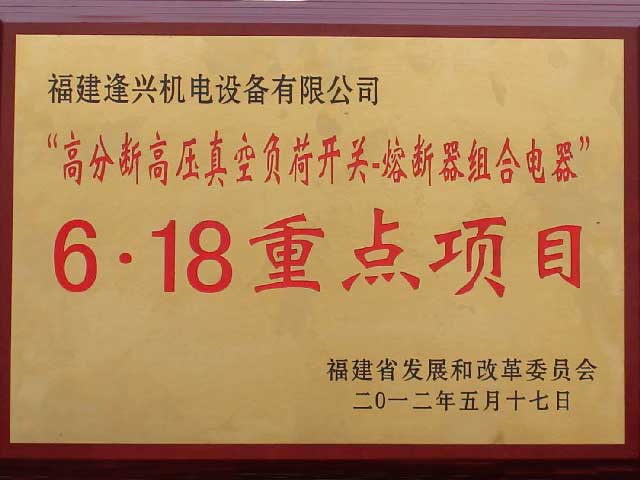 福建逢兴机电设备有限公司
“高分断高压真空负荷开关-熔断器组合电器”
6·18重点项目
福建省发展和改革委员会
二〇一二年五月十七日